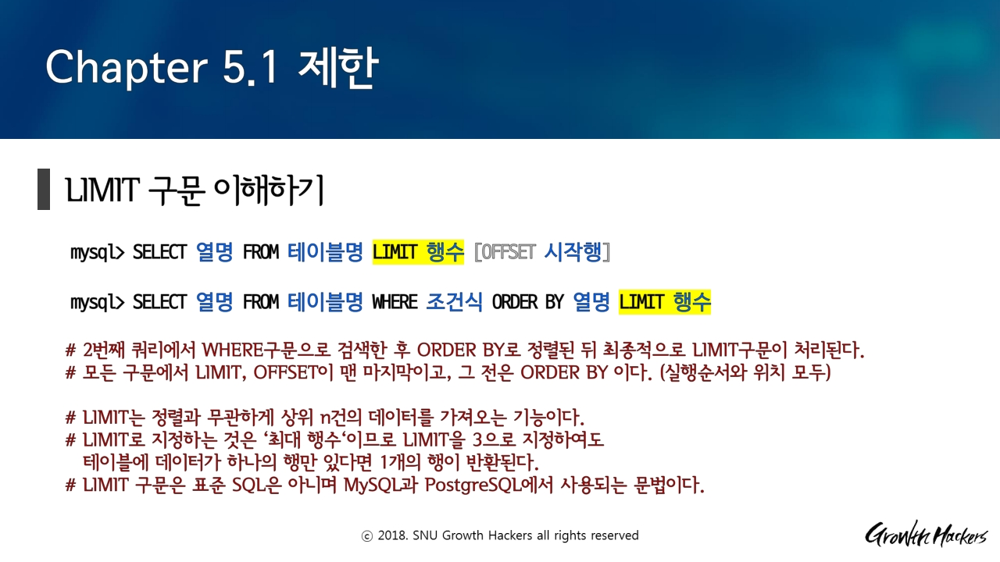 Chapter 5.1 제한
LIMIT 구문 이해하기
mysql> SELECT 열명 FROM 테이블명 LIMIT 행수 [OFFSET 시작행]
mysql> SELECT 열명 FROM 테이블명 WHERE 조건식 ORDER BY 열명 LIMIT 행수
# 2번째 쿼리에서 WHERE구문으로 검색한 후 ORDER BY로 정렬된 뒤 최종적으로 LIMIT구문이 처리된다.
# 모든 구문에서 LIMIT, OFFSET이 맨 마지막이고, 그 전은 ORDER BY 이다. (실행순서와 위치 모두)
# LIMIT는 정렬과 무관하게 상위 n건의 데이터를 가져오는 기능이다.
# LIMIT로 지정하는 것은 ‘최대 행수‘이므로 LIMIT을 3으로 지정하여도
테이블에 데이터가 하나의 행만 있다면 1개의 행이 반환된다.
# LIMIT 구문은 표준 SQL은 아니며 MySQL과 PostgreSQL에서 사용되는 문법이다.
ⓒ 2018. SNU Growth Hackers all rights reserved
Growth Hackers